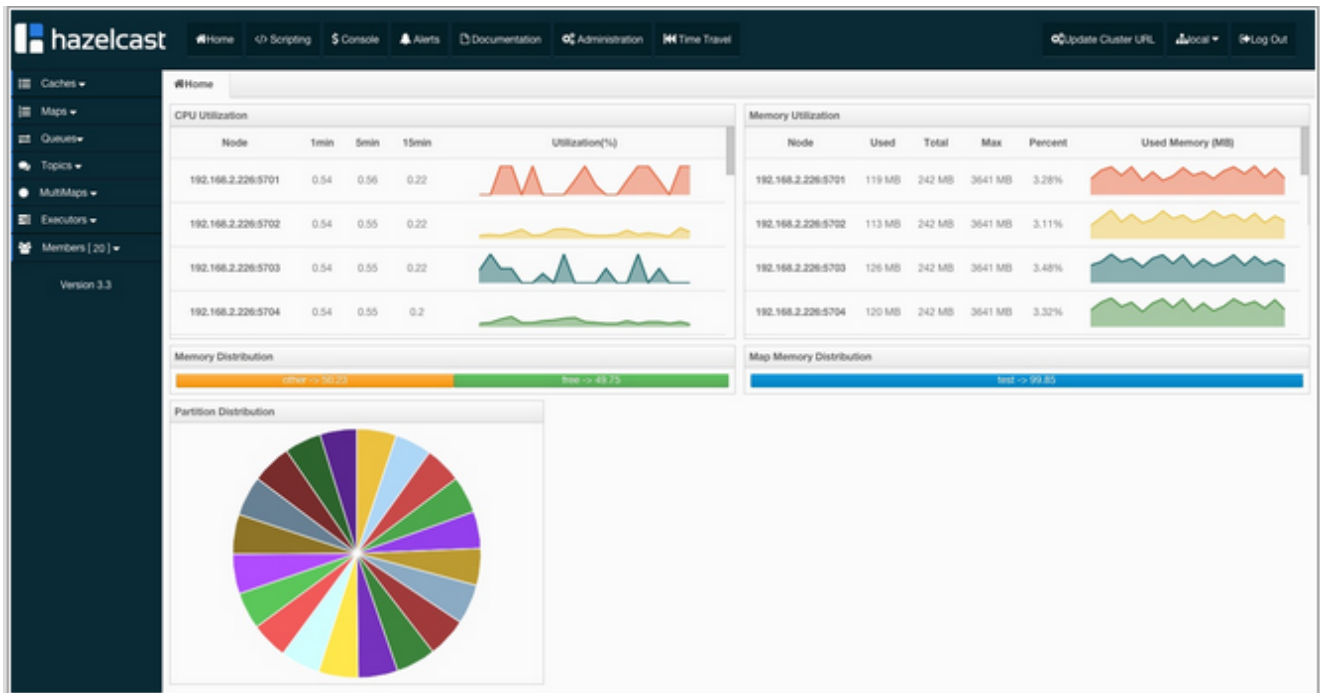 hazelcast Home </> Scripting $ Console Alerts Documentation Administration Time Travel Update Cluster URL local Log Out
Caches
Maps
Queues
Topics
MultiMaps
Executors
Members [ 20 ]
Version 3.3
Home
CPU Utilization
Node 1min 5min 15min Utilization(%)
192.168.2.226:5701 0.54 0.56 0.22
192.168.2.226:5702 0.54 0.55 0.22
192.168.2.226:5703 0.54 0.55 0.22
192.168.2.226:5704 0.54 0.55 0.2
Memory Utilization
Node Used Total Max Percent Used Memory (MB)
192.168.2.226:5701 119 MB 242 MB 3641 MB 3.28%
192.168.2.226:5702 113 MB 242 MB 3641 MB 3.11%
192.168.2.226:5703 126 MB 242 MB 3641 MB 3.48%
192.168.2.226:5704 120 MB 242 MB 3641 MB 3.32%
Memory Distribution
other -> 50.23 free -> 49.75
Map Memory Distribution
test -> 99.85
Partition Distribution